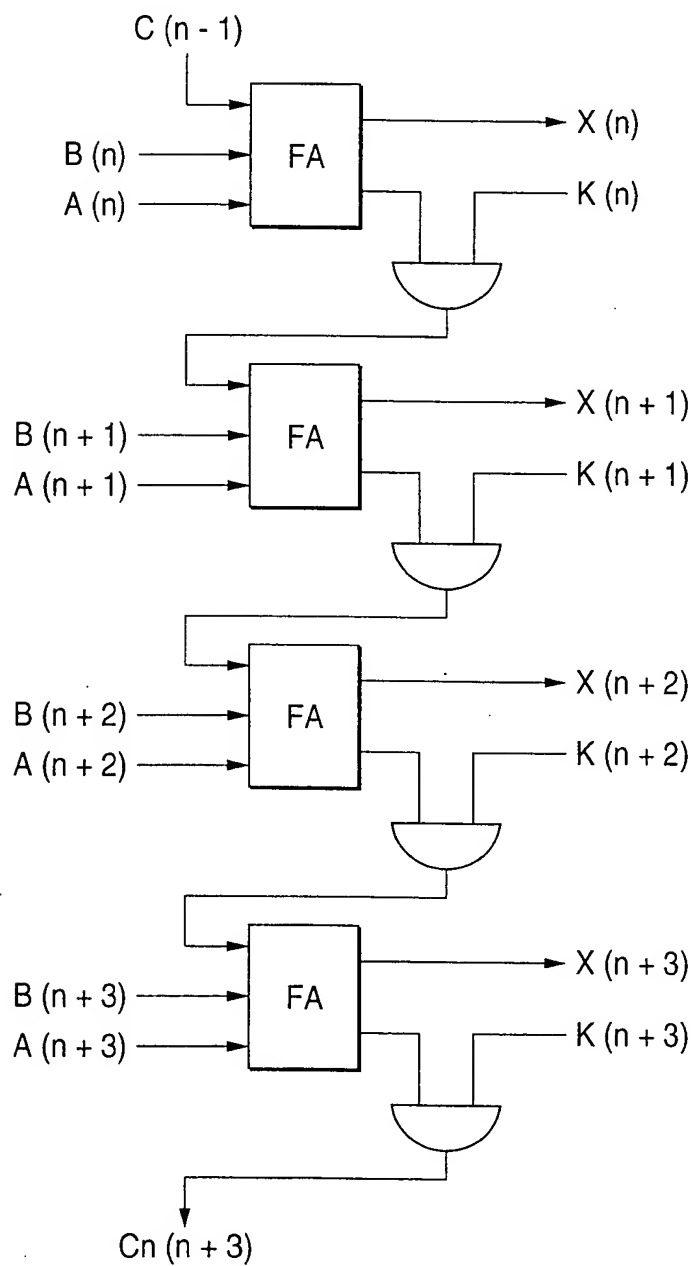 C (n - 1)
X (n)
B (n)
FA
A (n)
K (n)
X (n + 1)
B (n + 1)
FA
A (n + 1)
K (n + 1)
X (n + 2)
B (n + 2)
FA
A (n + 2)
K (n + 2)
X (n + 3)
B (n + 3)
FA
A (n + 3)
K (n + 3)
Cn (n + 3)